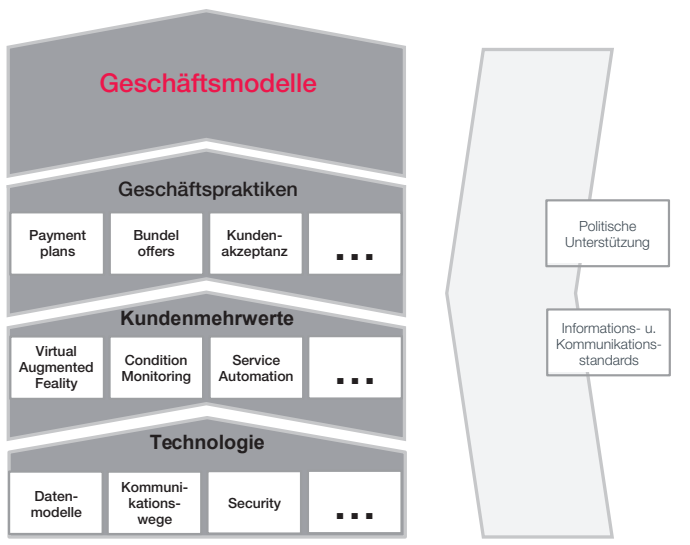 Geschäftsmodelle
Geschäftspraktiken
Payment
plans
Bundel
offers
Kunden-
akzeptanz
...
Kundenmehrwerte
Virtual
Augmented
Feality
Condition
Monitoring
Service
Automation
...
Technologie
Daten-
modelle
Kommuni-
kations-
wege
Security
...
Politische
Unterstützung
Informations- u.
Kommunikations-
standards